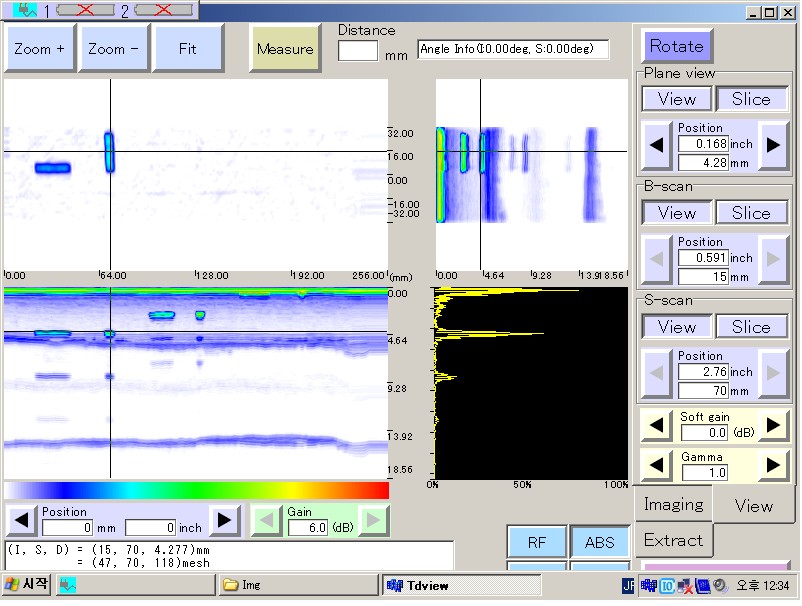 1 2
Zoom + Zoom - Fit Measure
Distance
mm
Angle Info(I:0.00deg, S:0.00deg)
Rotate
Plane view
View Slice
Position
0.168 inch
4.28 mm
B-scan
View Slice
Position
0.591 inch
15 mm
S-scan
View Slice
Position
2.76 inch
70 mm
Soft gain
0.0 (dB)
Gamma
1.0
Imaging View
Extract
32.00
16.00
0.00
-16.00
-32.00
0.00 64.00 128.00 192.00 256.00 (mm)
0.00 4.64 9.28 13.9 18.56
0.00
4.64
9.28
13.92
18.56
0% 50% 100%
Position
0 mm 0 inch
Gain
6.0 (dB)
(I, S, D) = (15, 70, 4.277)mm
= (47, 70, 118)mesh
RF ABS
시작 Img Tdview JP 오후 12:34